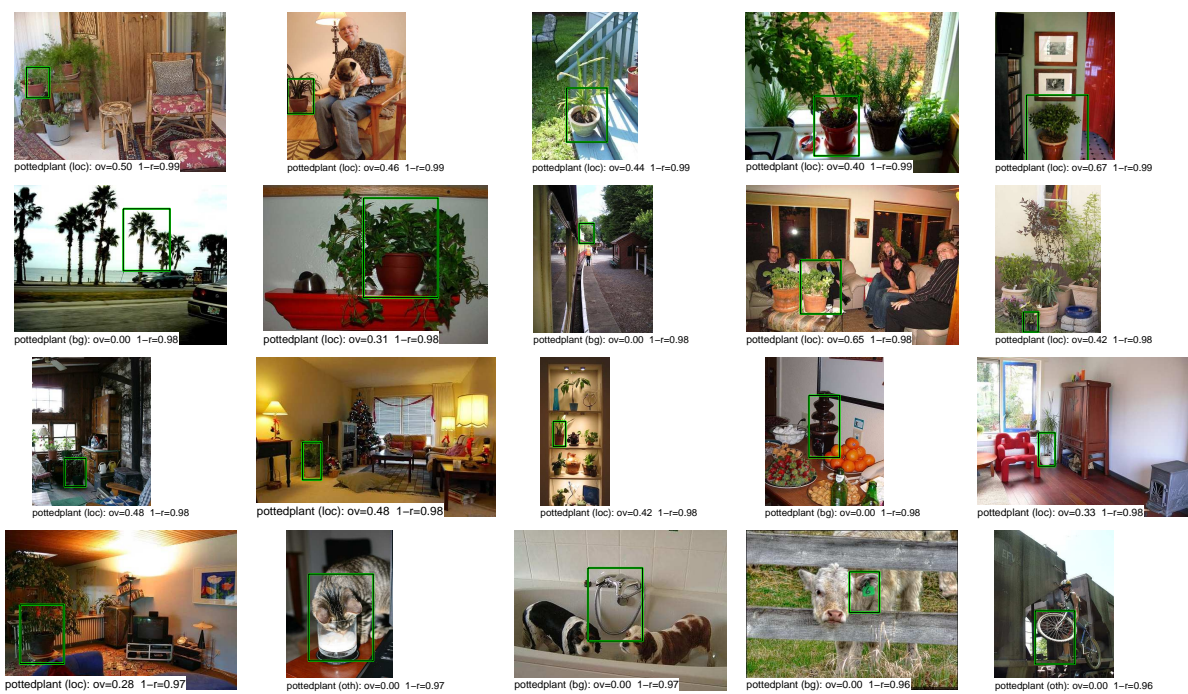 pottedplant (loc): ov=0.50 1−r=0.99
pottedplant (loc): ov=0.46 1−r=0.99
pottedplant (loc): ov=0.44 1−r=0.99
pottedplant (loc): ov=0.40 1−r=0.99
pottedplant (loc): ov=0.67 1−r=0.99
pottedplant (bg): ov=0.00 1−r=0.98
pottedplant (loc): ov=0.31 1−r=0.98
pottedplant (bg): ov=0.00 1−r=0.98
pottedplant (loc): ov=0.65 1−r=0.98
pottedplant (loc): ov=0.42 1−r=0.98
pottedplant (loc): ov=0.48 1−r=0.98
pottedplant (loc): ov=0.48 1−r=0.98
pottedplant (loc): ov=0.42 1−r=0.98
pottedplant (bg): ov=0.00 1−r=0.98
pottedplant (loc): ov=0.33 1−r=0.98
pottedplant (loc): ov=0.28 1−r=0.97
pottedplant (oth): ov=0.00 1−r=0.97
pottedplant (bg): ov=0.00 1−r=0.97
pottedplant (bg): ov=0.00 1−r=0.96
pottedplant (oth): ov=0.00 1−r=0.96